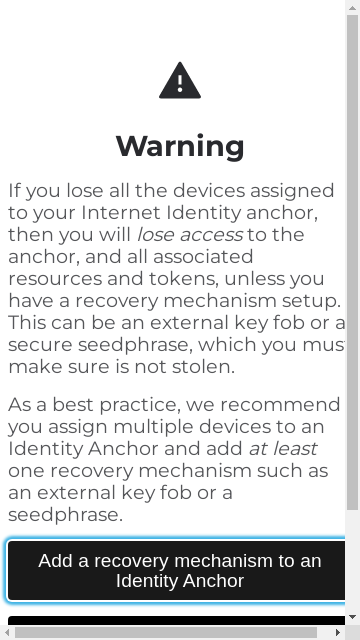 Warning
If you lose all the devices assigned
to your Internet Identity anchor,
then you will lose access to the
anchor, and all associated
resources and tokens, unless you
have a recovery mechanism setup.
This can be an external key fob or a
secure seedphrase, which you must
make sure is not stolen.
As a best practice, we recommend
you assign multiple devices to an
Identity Anchor and add at least
one recovery mechanism such as
an external key fob or a
seedphrase.
Add a recovery mechanism to an
Identity Anchor